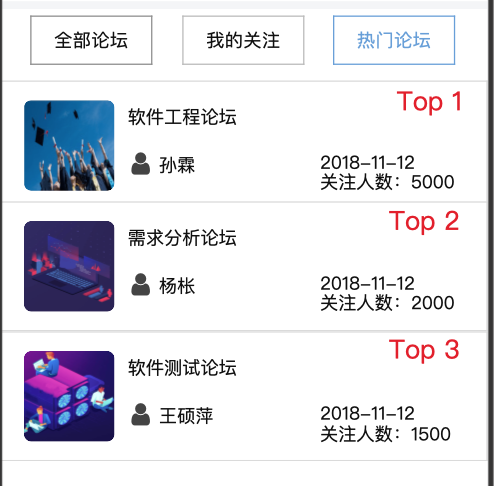 全部论坛 我的关注 热门论坛
Top 1
软件工程论坛
孙霖 2018-11-12
关注人数：5000
Top 2
需求分析论坛
杨枨 2018-11-12
关注人数：2000
Top 3
软件测试论坛
王硕萍 2018-11-12
关注人数：1500